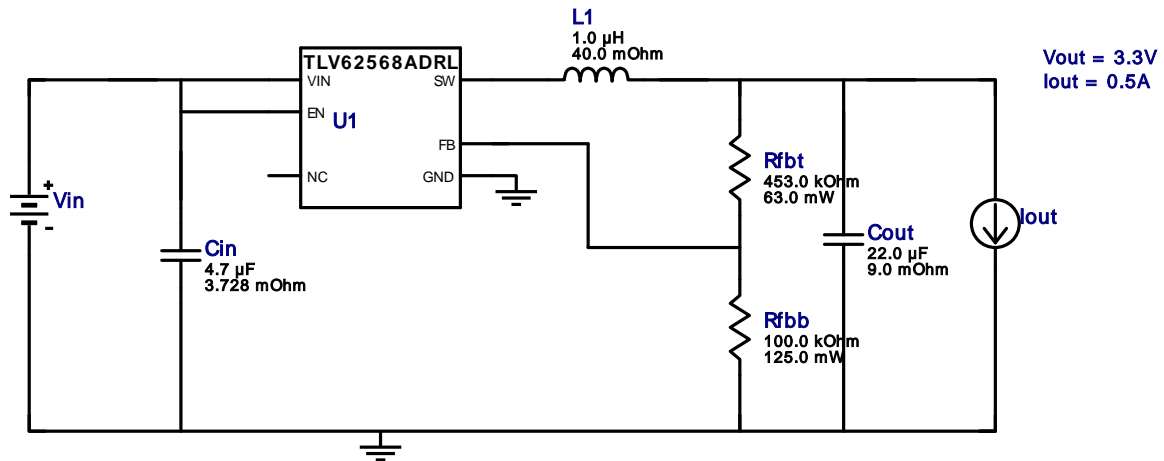 L1
1.0 µH
40.0 mOhm
Vout = 3.3V
Iout = 0.5A
TLV62568ADRL
VIN
SW
EN
U1
FB
NC
GND
+
Vin
-
Cin
4.7 µF
3.728 mOhm
Rfbt
453.0 kOhm
63.0 mW
Cout
22.0 µF
9.0 mOhm
Iout
Rfbb
100.0 kOhm
125.0 mW